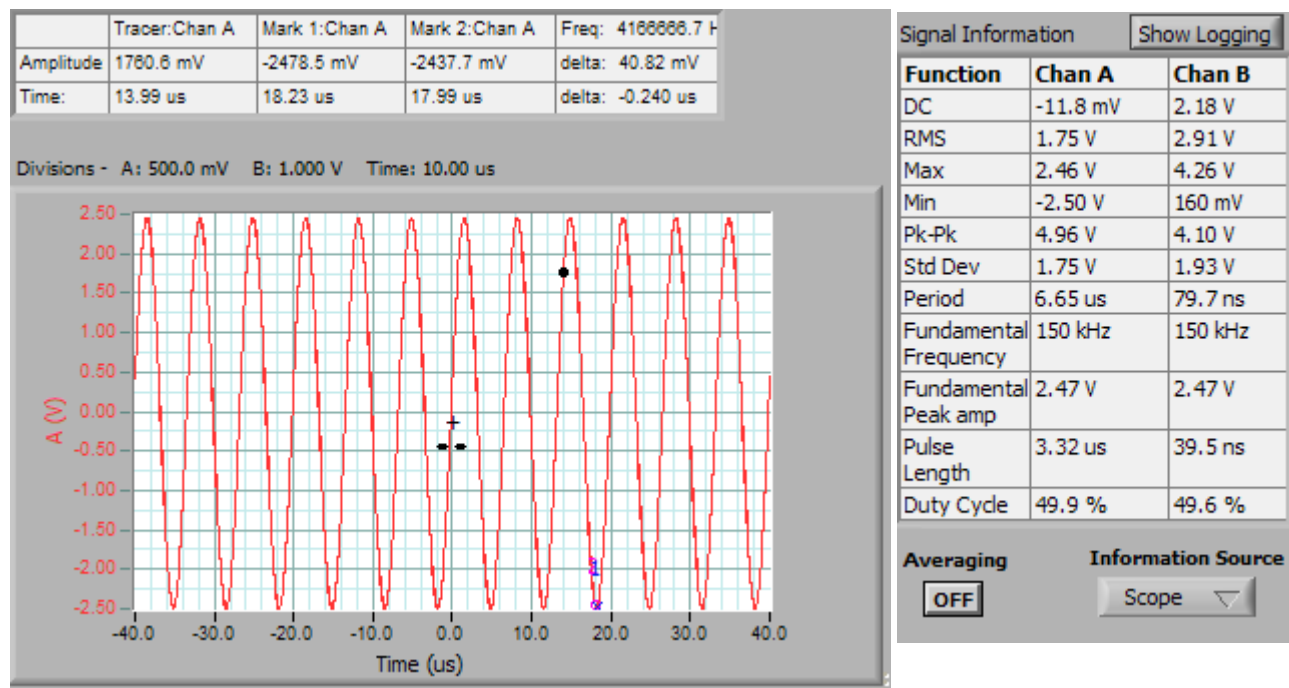 Tracer:Chan A Mark 1:Chan A Mark 2:Chan A Freq: 4166666.7 H
Amplitude 1760.6 mV -2478.5 mV -2437.7 mV delta: 40.82 mV
Time: 13.99 us 18.23 us 17.99 us delta: -0.240 us
Divisions - A: 500.0 mV B: 1.000 V Time: 10.00 us
2.50
2.00
1.50
1.00
0.50
0.00
-0.50
-1.00
-1.50
-2.00
-2.50
A (V)
-40.0 -30.0 -20.0 -10.0 0.0 10.0 20.0 30.0 40.0
Time (us)
Signal Information Show Logging
Function Chan A Chan B
DC -11.8 mV 2.18 V
RMS 1.75 V 2.91 V
Max 2.46 V 4.26 V
Min -2.50 V 160 mV
Pk-Pk 4.96 V 4.10 V
Std Dev 1.75 V 1.93 V
Period 6.65 us 79.7 ns
Fundamental 150 kHz 150 kHz
Frequency
Fundamental 2.47 V 2.47 V
Peak amp
Pulse 3.32 us 39.5 ns
Length
Duty Cycle 49.9 % 49.6 %
Averaging Information Source
OFF Scope